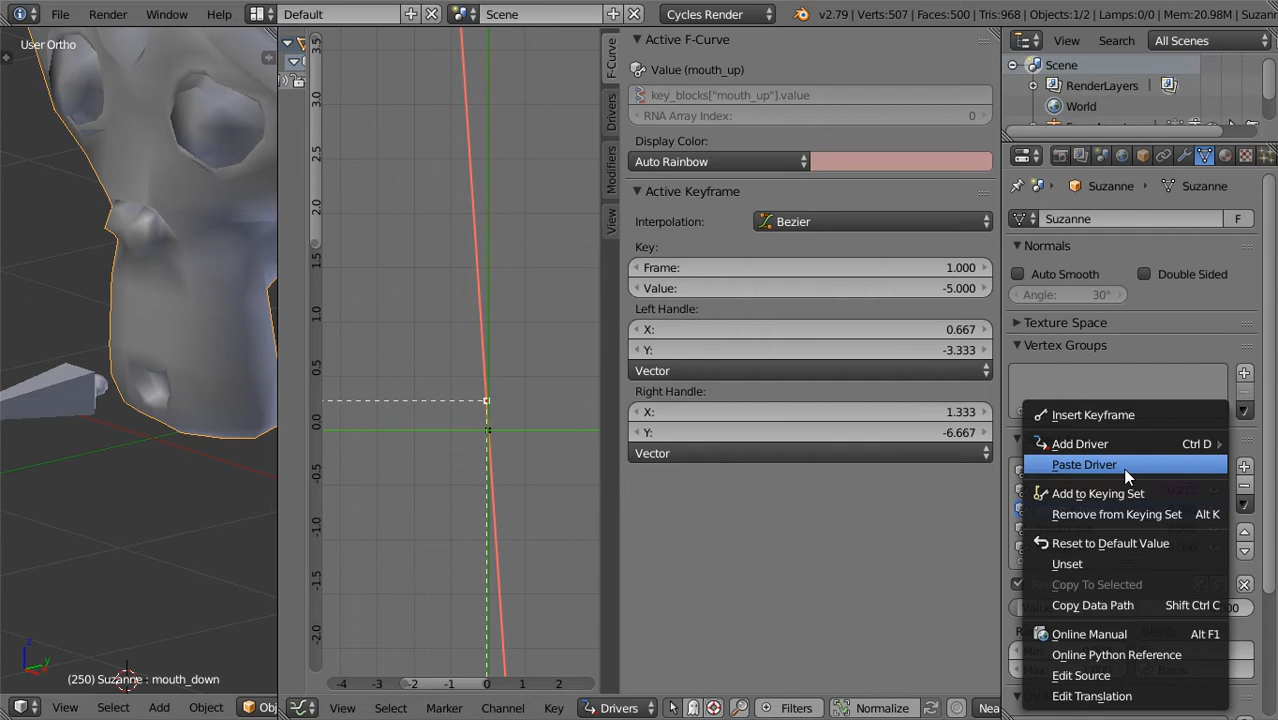 File Render Window Help Default Scene Cycles Render v2.79 | Verts:507 | Faces:500 | Tris:968 | Objects:1/2 | Lamps:0/0 | Mem:20.98M | Suzann
User Ortho
3.5
3.0
2.5
2.0
1.5
1.0
0.5
0.0
-0.5
-1.0
-1.5
-2.0
-4 -3 -2 -1 0 1 2
(250) Suzanne : mouth_down
View Select Add Object Obj
View Select Marker Channel Key Drivers Filters Normalize Nea
F-Curve
Drivers
Modifiers
View
Active F-Curve
Value (mouth_up)
key_blocks["mouth_up"].value
RNA Array Index: 0
Display Color:
Auto Rainbow
Active Keyframe
Interpolation: Bezier
Key:
Frame: 1.000
Value: -5.000
Left Handle:
X: 0.667
Y: -3.333
Vector
Right Handle:
X: 1.333
Y: -6.667
Vector
View Search All Scenes
Scene
RenderLayers
World
Suzanne Suzanne
Suzanne F
Normals
Auto Smooth Double Sided
Angle: 30°
Texture Space
Vertex Groups
Insert Keyframe
Add Driver Ctrl D
Paste Driver
Add to Keying Set
Remove from Keying Set Alt K
Reset to Default Value
Unset
Copy To Selected
Copy Data Path Shift Ctrl C
Online Manual Alt F1
Online Python Reference
Edit Source
Edit Translation